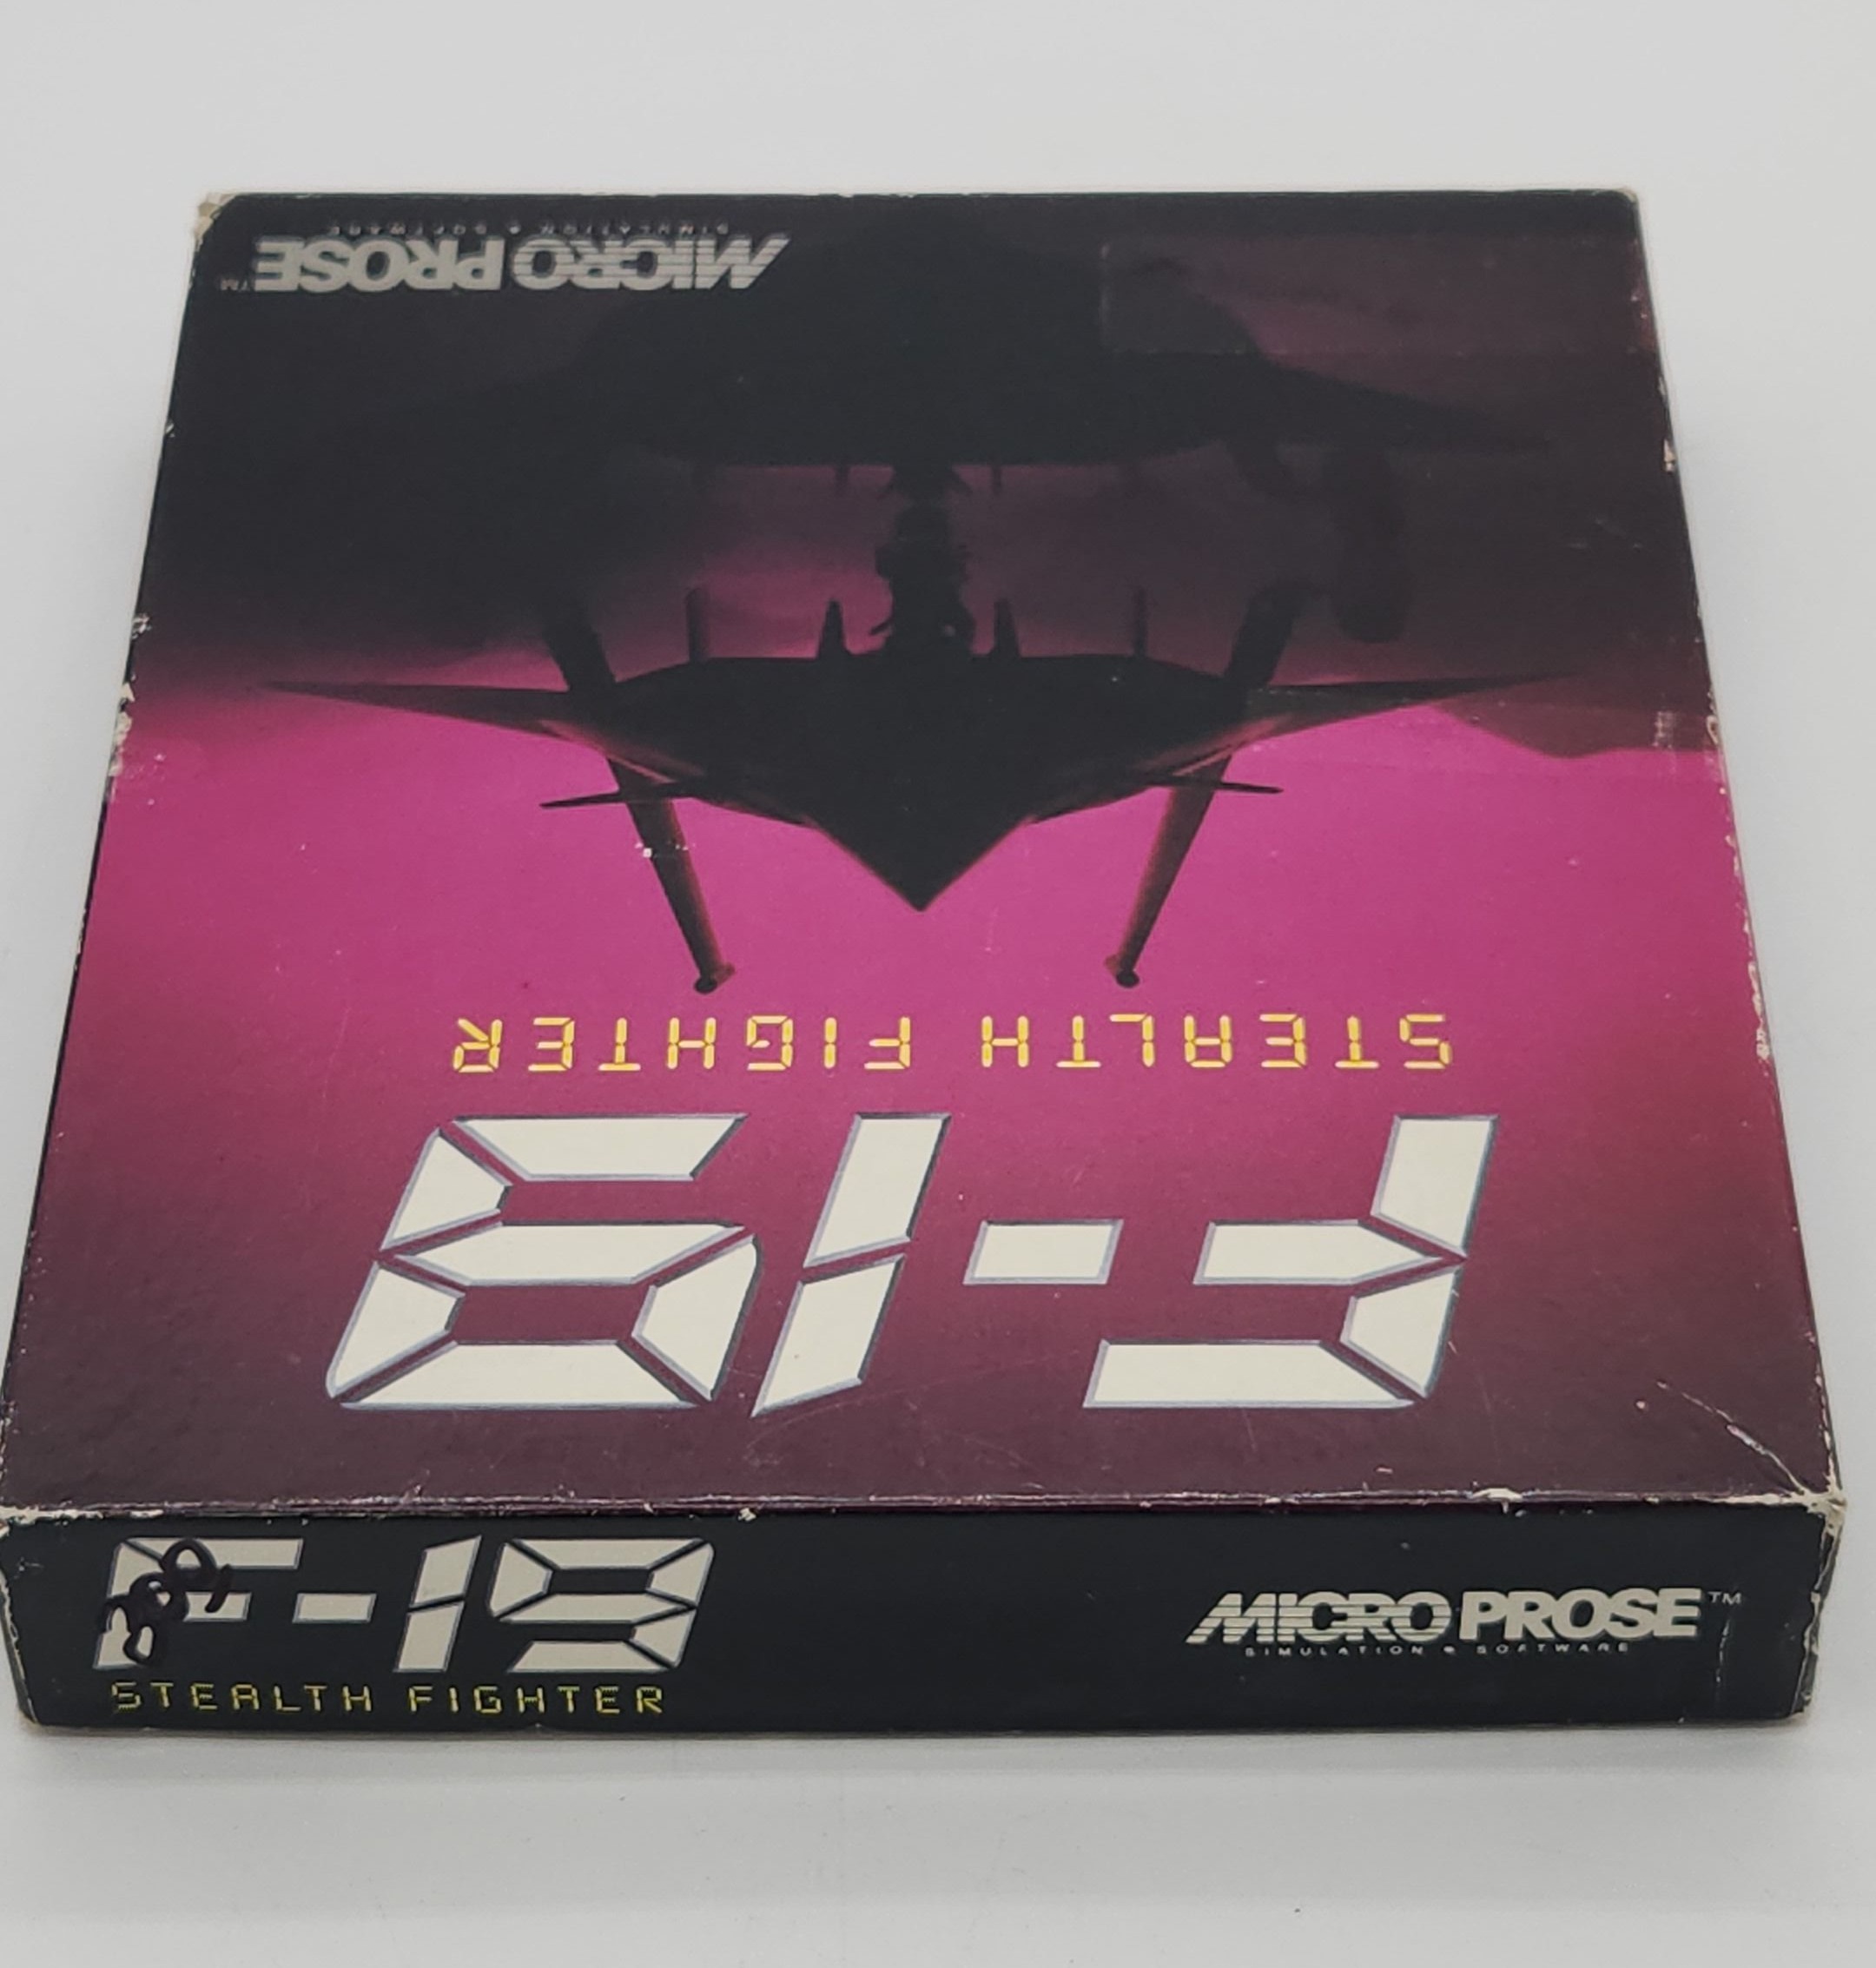 F-19
STEALTH FIGHTER
MICRO PROSE™
SIMULATION • SOFTWARE
F-19
STEALTH FIGHTER
MICRO PROSE™
SIMULATION • SOFTWARE